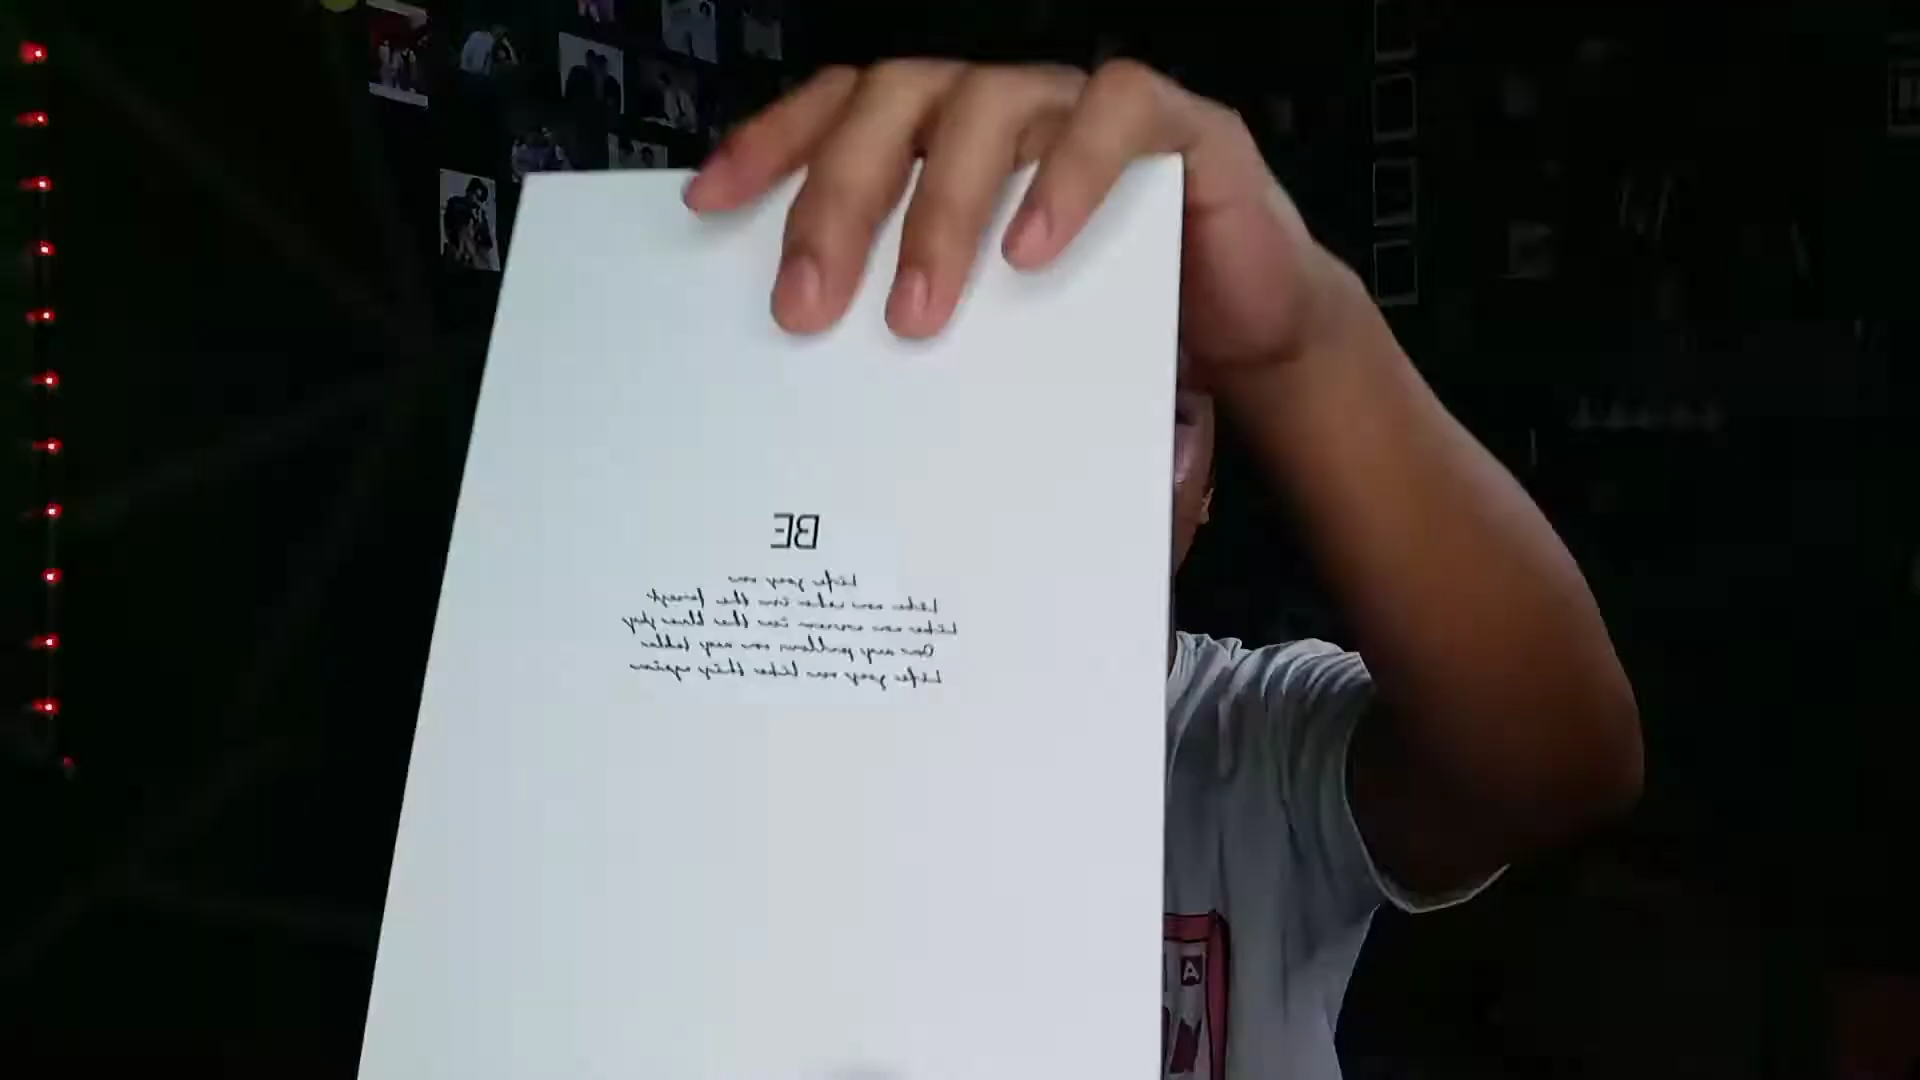 BE
Life goes on
Like an echo in the forest
Like an arrow in the blue sky
On my pillow on my table
Life goes on like this again
A